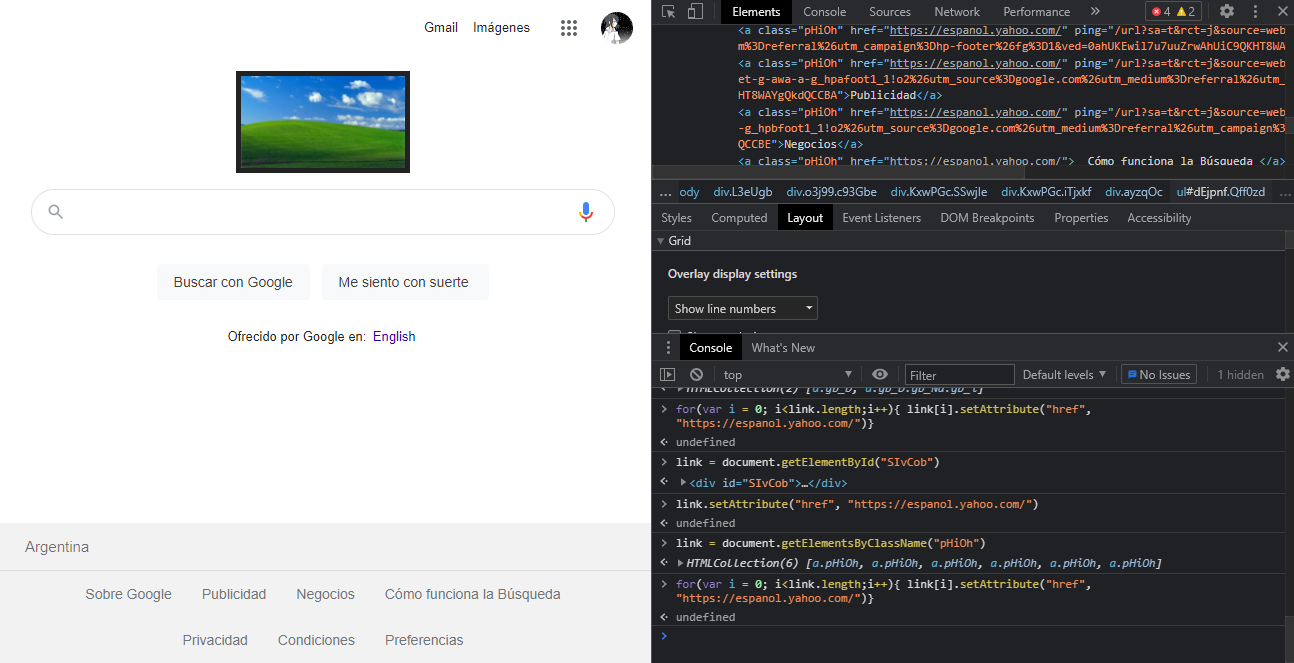 Gmail Imágenes
Buscar con Google Me siento con suerte
Ofrecido por Google en: English
Argentina
Sobre Google Publicidad Negocios Cómo funciona la Búsqueda
Privacidad Condiciones Preferencias
Elements Console Sources Network Performance » 4 2
<a class="pHiOh" href="https://espanol.yahoo.com/" ping="/url?sa=t&rct=j&source=web
m%3Dreferral%26utm_campaign%3Dhp-footer%26fg%3D1&ved=0ahUKEwil7u7uuZrwAhUiC9QKHT8WA
<a class="pHiOh" href="https://espanol.yahoo.com/" ping="/url?sa=t&rct=j&source=web
et-g-awa-a-g_hpafoot1_1!o2%26utm_source%3Dgoogle.com%26utm_medium%3Dreferral%26utm_
HT8WAYgQkdQCCBA">Publicidad</a>
<a class="pHiOh" href="https://espanol.yahoo.com/" ping="/url?sa=t&rct=j&source=web
-g_hpbfoot1_1!o2%26utm_source%3Dgoogle.com%26utm_medium%3Dreferral%26utm_campaign%3
QCCBE">Negocios</a>
<a class="pHiOh" href="https://espanol.yahoo.com/"> Cómo funciona la Búsqueda </a>
... ody div.L3eUgb div.o3j99.c93Gbe div.KxwPGc.SSwjIe div.KxwPGc.iTjxkf div.ayzqOc ul#dEjpnf.Qff0zd ...
Styles Computed Layout Event Listeners DOM Breakpoints Properties Accessibility
Grid
Overlay display settings
Show line numbers
Console What's New
top Filter Default levels No Issues 1 hidden
for(var i = 0; i<link.length;i++){ link[i].setAttribute("href",
"https://espanol.yahoo.com/")}
undefined
link = document.getElementById("SIvCob")
<div id="SIvCob">…</div>
link.setAttribute("href", "https://espanol.yahoo.com/")
undefined
link = document.getElementsByClassName("pHiOh")
HTMLCollection(6) [a.pHiOh, a.pHiOh, a.pHiOh, a.pHiOh, a.pHiOh, a.pHiOh]
for(var i = 0; i<link.length;i++){ link[i].setAttribute("href",
"https://espanol.yahoo.com/")}
undefined